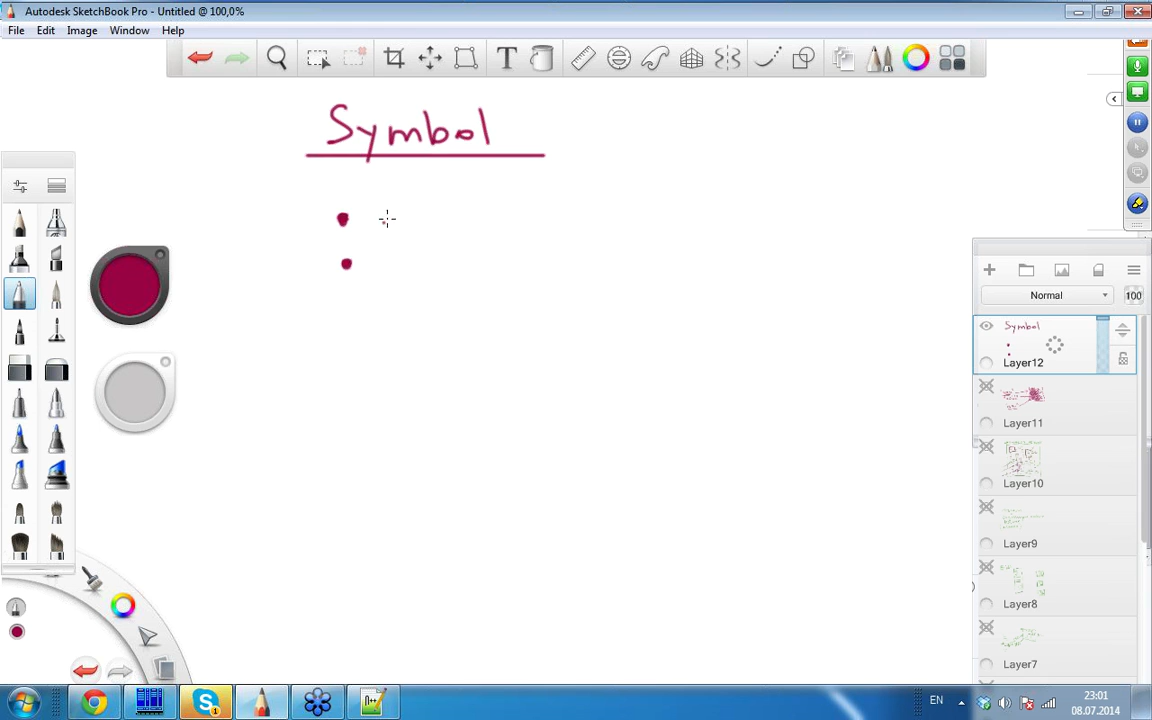 Autodesk SketchBook Pro - Untitled @ 100,0%
File Edit Image Window Help
Symbol
•
•
Normal 100
Symbol
Layer12
Layer11
Layer10
Layer9
Layer8
Layer7
EN
23:01
08.07.2014